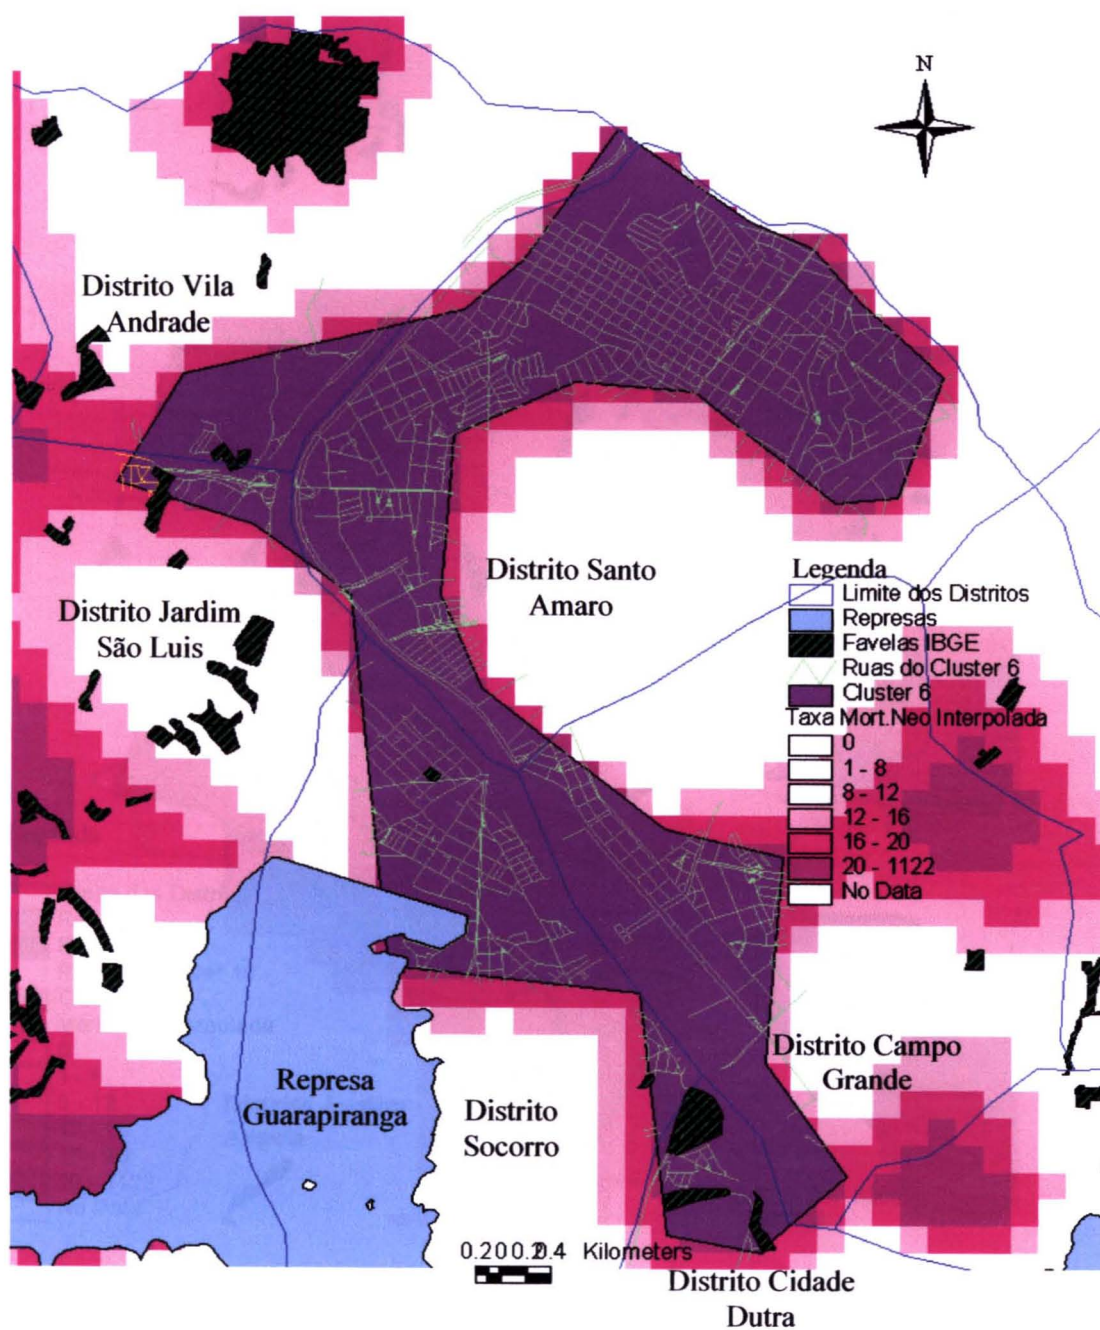 N
Distrito Vila
Andrade
Distrito Santo
Amaro
Distrito Jardim
São Luis
Legenda
Limite dos Distritos
Represas
Favelas IBGE
Ruas do Cluster 6
Cluster 6
Taxa Mort.Neo Interpolada
0
1 - 8
8 - 12
12 - 16
16 - 20
20 - 1122
No Data
Distrito Campo
Grande
Represa
Guarapiranga
Distrito
Socorro
Kilometers
Distrito Cidade
Dutra